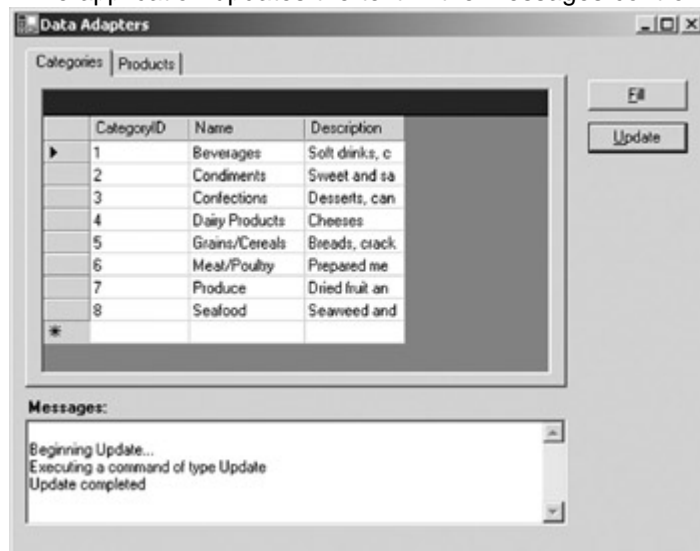 Data Adapters
Categories Products
Fill
Update
CategoryID Name Description
1 Beverages Soft drinks, c
2 Condiments Sweet and sa
3 Confections Desserts, can
4 Dairy Products Cheeses
5 Grains/Cereals Breads, crack
6 Meat/Poultry Prepared me
7 Produce Dried fruit an
8 Seafood Seaweed and
*
Messages:
Beginning Update...
Executing a command of type Update
Update completed